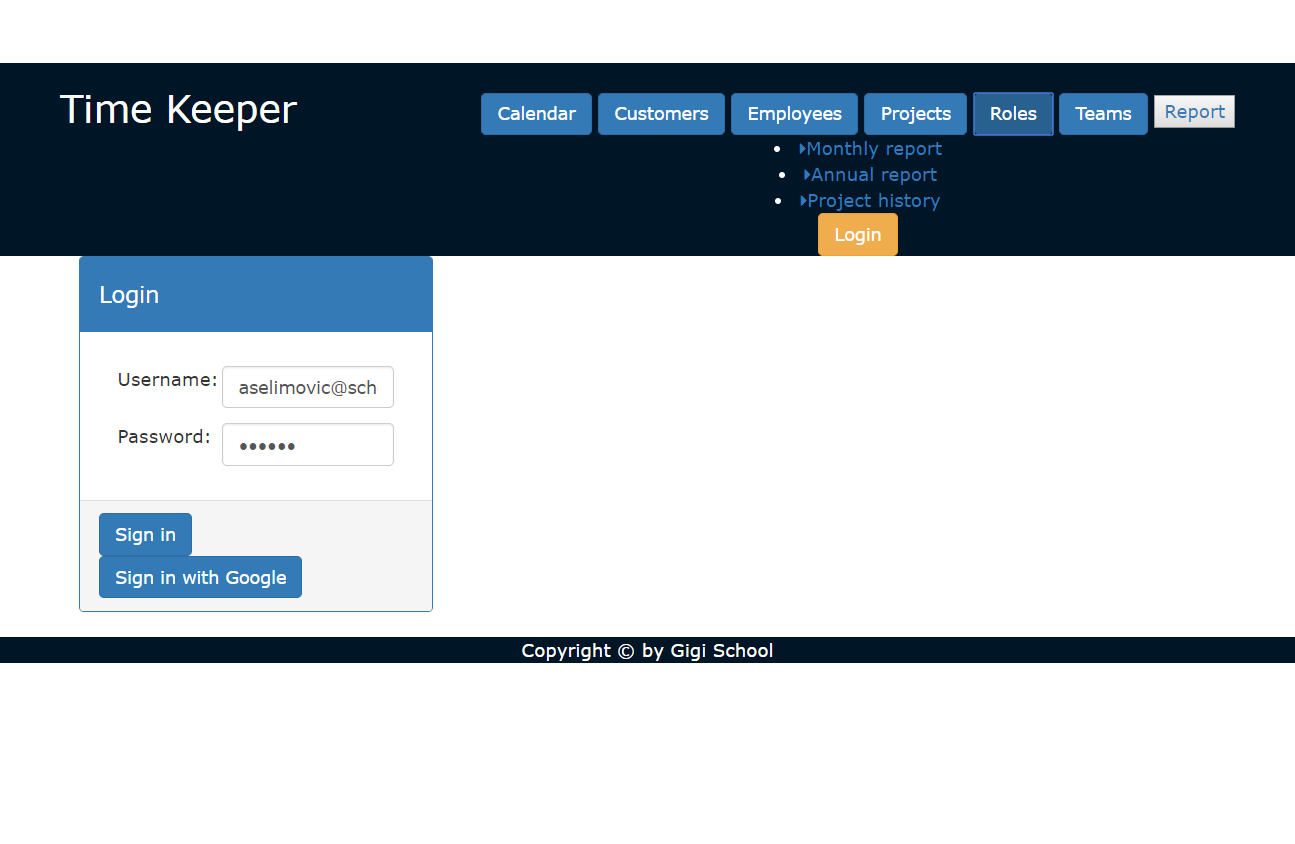 Time Keeper
Calendar Customers Employees Projects Roles Teams Report
Monthly report
Annual report
Project history
Login
Login
Username: aselimovic@sch
Password: ••••••
Sign in
Sign in with Google
Copyright © by Gigi School